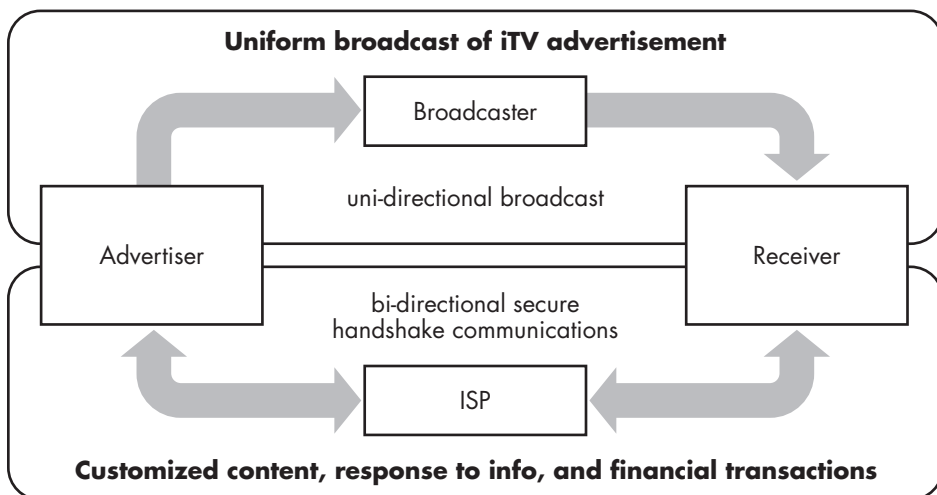 Uniform broadcast of iTV advertisement
Broadcaster
uni-directional broadcast
Advertiser
Receiver
bi-directional secure
handshake communications
ISP
Customized content, response to info, and financial transactions